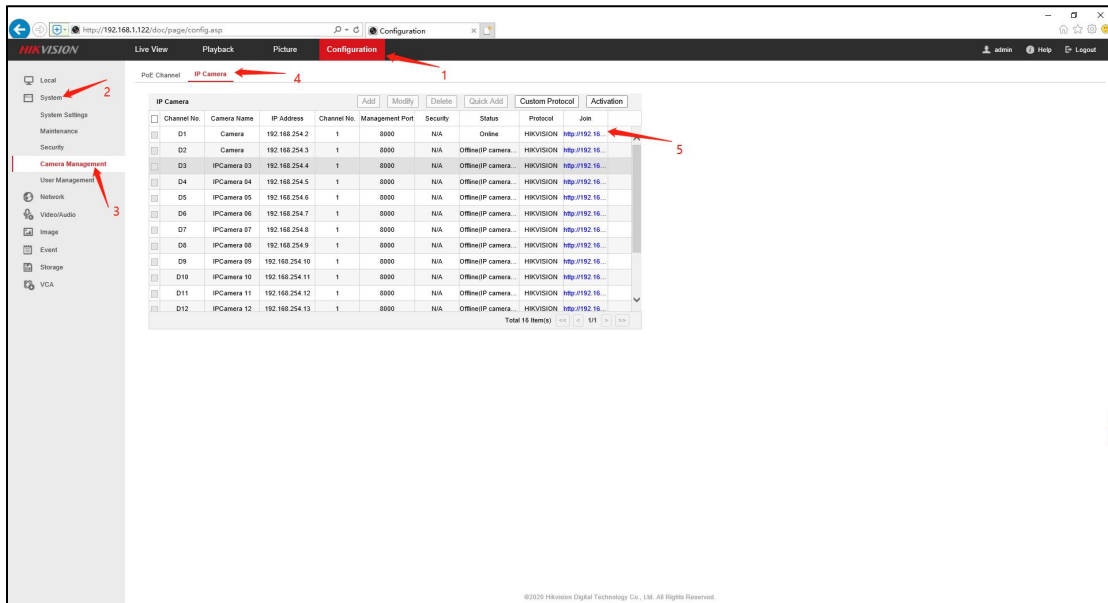 http://192.168.1.122/doc/page/config.asp
Configuration
HIKVISION
Live View
Playback
Picture
Configuration
admin
Help
Logout
1
Local
System
2
System Settings
Maintenance
Security
Camera Management
3
User Management
Network
Video/Audio
Image
Event
Storage
VCA
PoE Channel
IP Camera
4
IP Camera
Add
Modify
Delete
Quick Add
Custom Protocol
Activation
Channel No. Camera Name IP Address Channel No. Management Port Security Status Protocol Join
D1 Camera 192.168.254.2 1 8000 N/A Online HIKVISION http://192.16...
5
D2 Camera 192.168.254.3 1 8000 N/A Offline(IP camera... HIKVISION http://192.16...
D3 IPCamera 03 192.168.254.4 1 8000 N/A Offline(IP camera... HIKVISION http://192.16...
D4 IPCamera 04 192.168.254.5 1 8000 N/A Offline(IP camera... HIKVISION http://192.16...
D5 IPCamera 05 192.168.254.6 1 8000 N/A Offline(IP camera... HIKVISION http://192.16...
D6 IPCamera 06 192.168.254.7 1 8000 N/A Offline(IP camera... HIKVISION http://192.16...
D7 IPCamera 07 192.168.254.8 1 8000 N/A Offline(IP camera... HIKVISION http://192.16...
D8 IPCamera 08 192.168.254.9 1 8000 N/A Offline(IP camera... HIKVISION http://192.16...
D9 IPCamera 09 192.168.254.10 1 8000 N/A Offline(IP camera... HIKVISION http://192.16...
D10 IPCamera 10 192.168.254.11 1 8000 N/A Offline(IP camera... HIKVISION http://192.16...
D11 IPCamera 11 192.168.254.12 1 8000 N/A Offline(IP camera... HIKVISION http://192.16...
D12 IPCamera 12 192.168.254.13 1 8000 N/A Offline(IP camera... HIKVISION http://192.16...
Total 16 Item(s) << < 1/1 > >>
©2020 Hikvision Digital Technology Co., Ltd. All Rights Reserved.